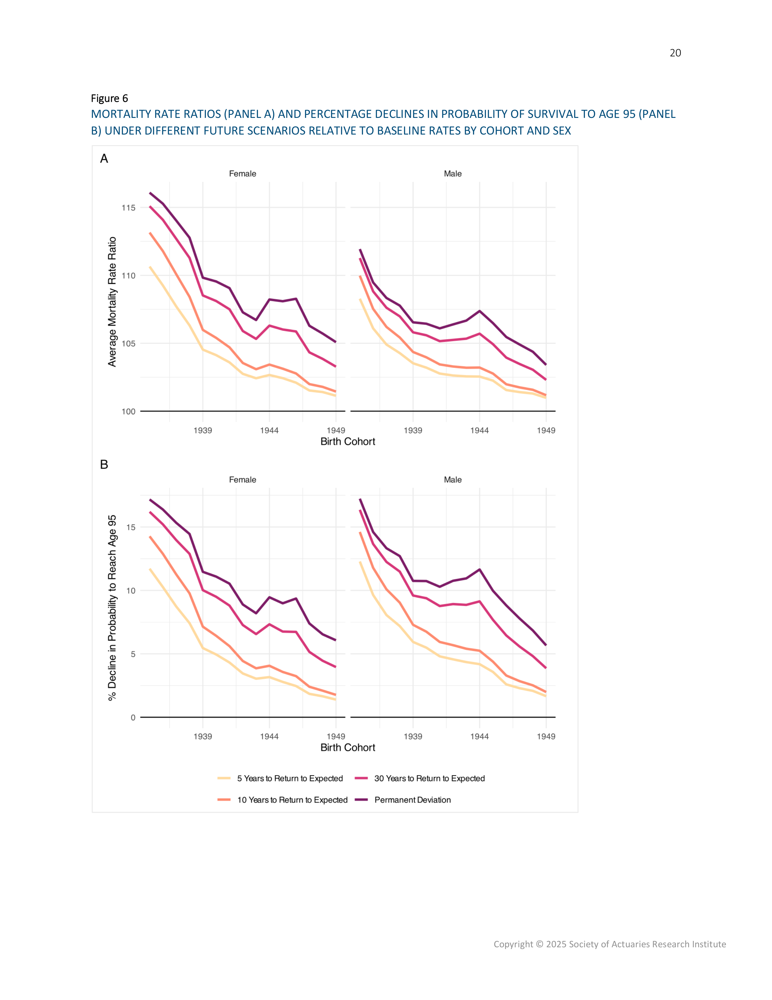 20
Figure 6
MORTALITY RATE RATIOS (PANEL A) AND PERCENTAGE DECLINES IN PROBABILITY OF SURVIVAL TO AGE 95 (PANEL
B) UNDER DIFFERENT FUTURE SCENARIOS RELATIVE TO BASELINE RATES BY COHORT AND SEX
A
Female Male
Average Mortality Rate Ratio
115
110
105
100
1939 1944 1949 1939 1944 1949
Birth Cohort
B
Female Male
% Decline in Probability to Reach Age 95
15
10
5
0
1939 1944 1949 1939 1944 1949
Birth Cohort
5 Years to Return to Expected 30 Years to Return to Expected
10 Years to Return to Expected Permanent Deviation
Copyright © 2025 Society of Actuaries Research Institute